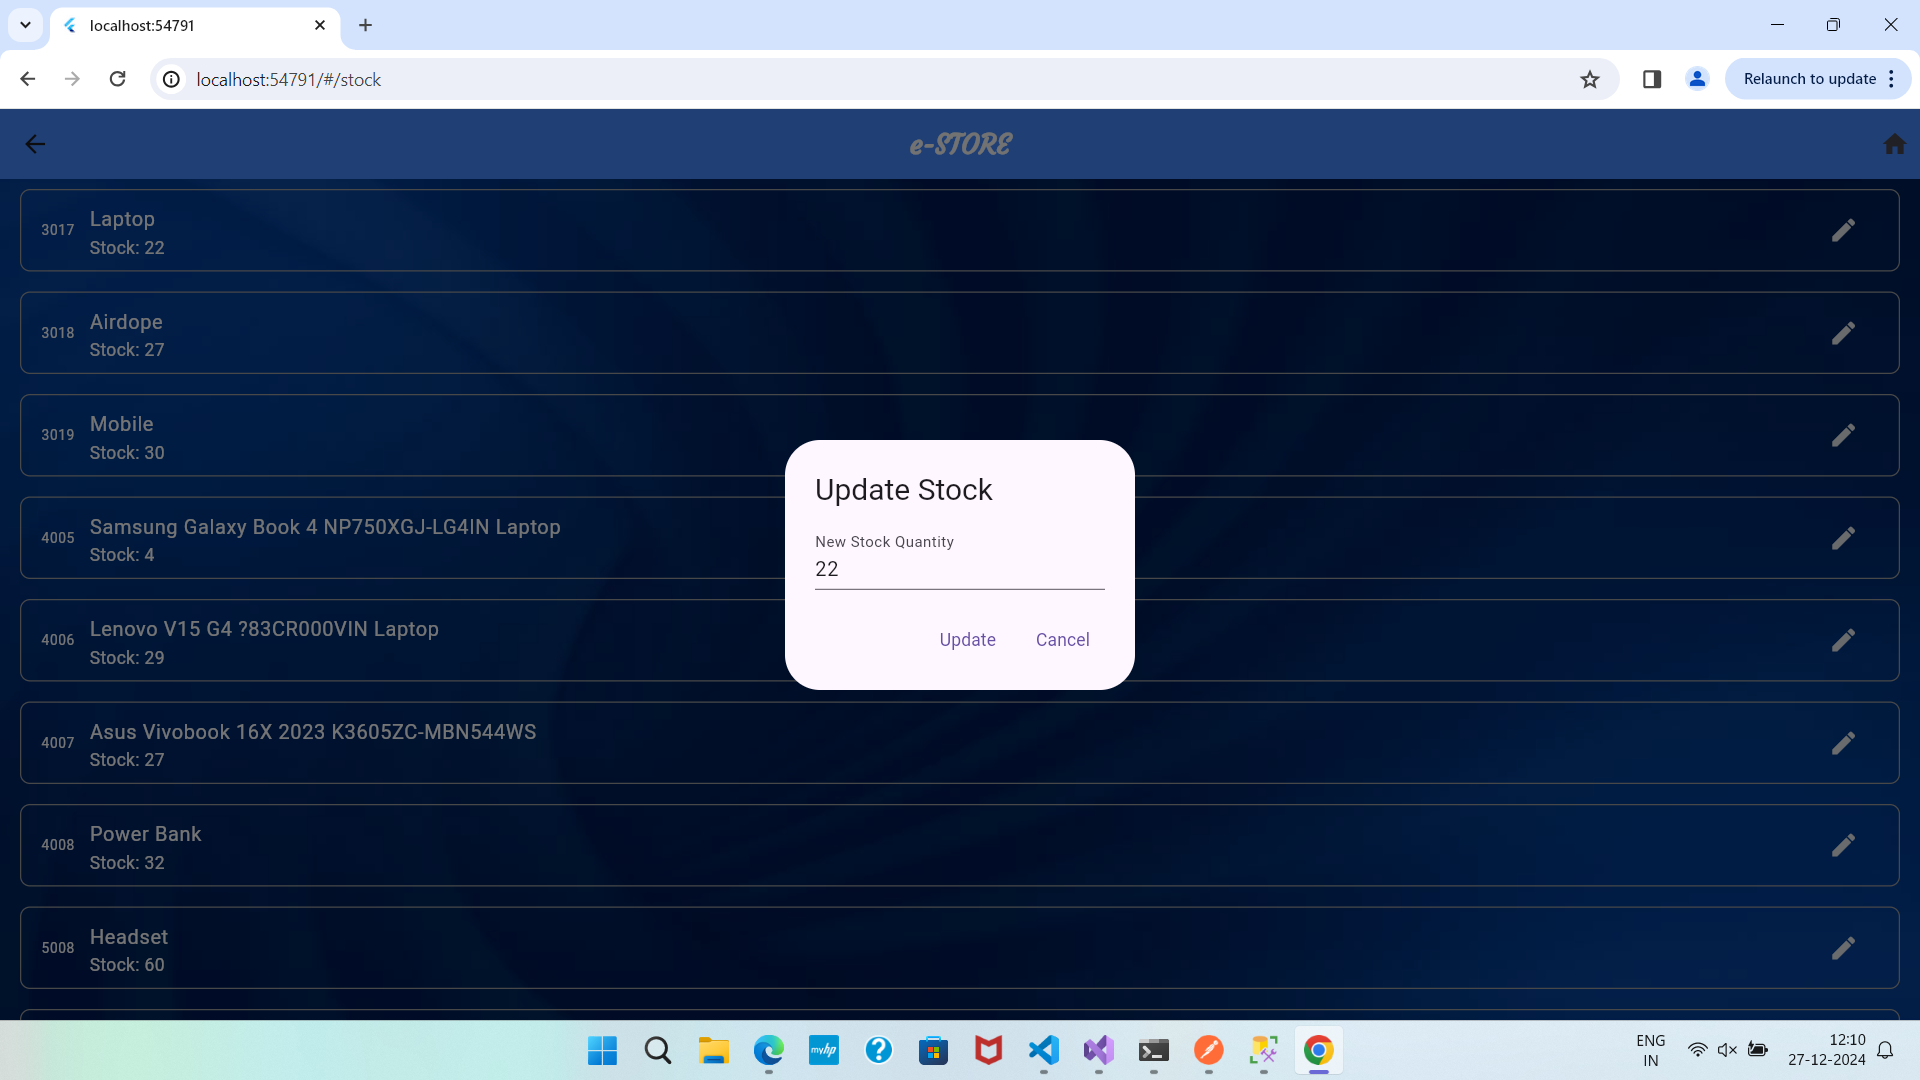 localhost:54791
localhost:54791/#/stock
Relaunch to update
e-STORE
3017
Laptop
Stock: 22
3018
Airdope
Stock: 27
3019
Mobile
Stock: 30
4005
Samsung Galaxy Book 4 NP750XGJ-LG4IN Laptop
Stock: 4
4006
Lenovo V15 G4 ?83CR000VIN Laptop
Stock: 29
4007
Asus Vivobook 16X 2023 K3605ZC-MBN544WS
Stock: 27
4008
Power Bank
Stock: 32
5008
Headset
Stock: 60
Update Stock
New Stock Quantity
22
Update Cancel
myhp
ENG
IN
12:10
27-12-2024